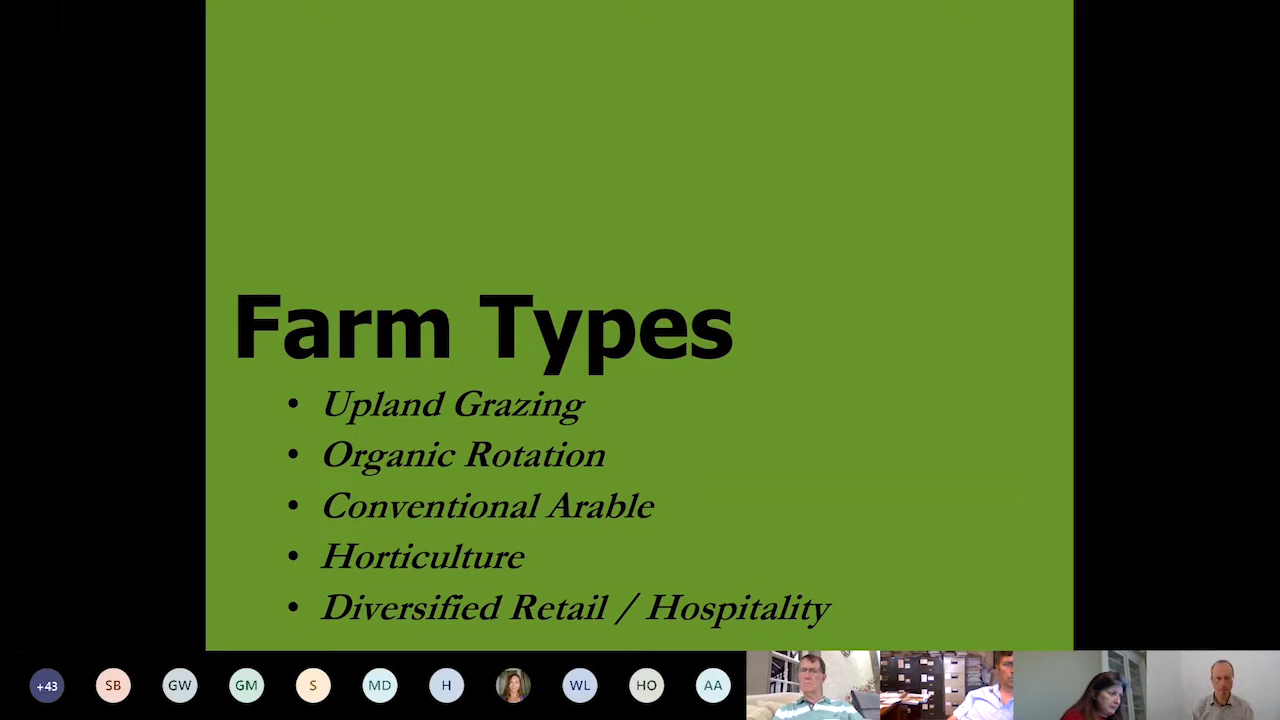 Farm Types
• Upland Grazing
• Organic Rotation
• Conventional Arable
• Horticulture
• Diversified Retail / Hospitality
+43 SB GW GM S MD H WL HO AA